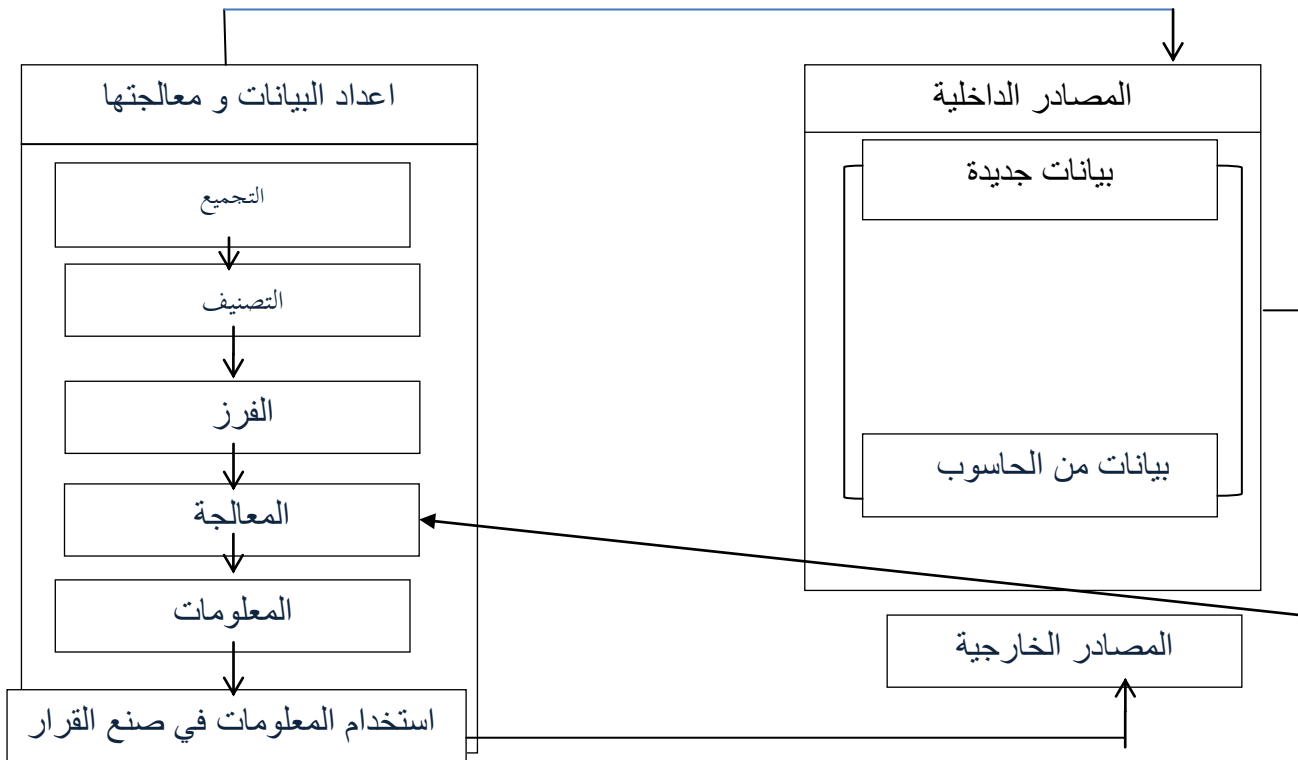 المصادر الداخلية
بيانات جديدة
بيانات من الحاسوب
المصادر الخارجية
اعداد البيانات و معالجتها
التجميع
التصنيف
الفرز
المعالجة
المعلومات
استخدام المعلومات في صنع القرار